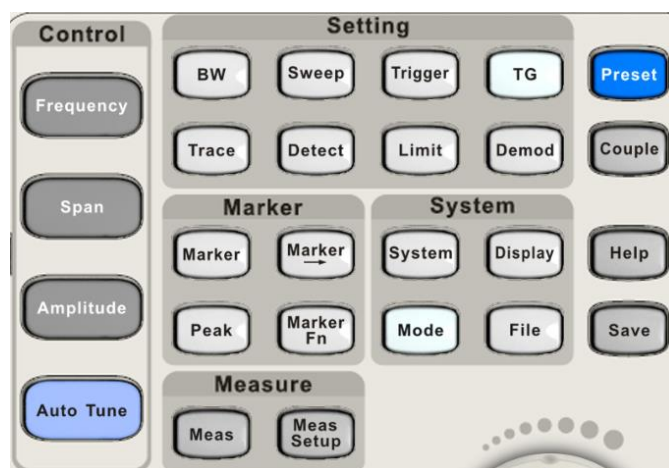 Control
Frequency
Span
Amplitude
Auto Tune
Setting
BW
Sweep
Trigger
TG
Trace
Detect
Limit
Demod
Marker
Marker
Marker
→
Peak
Marker
Fn
System
System
Display
Mode
File
Measure
Meas
Meas
Setup
Preset
Couple
Help
Save